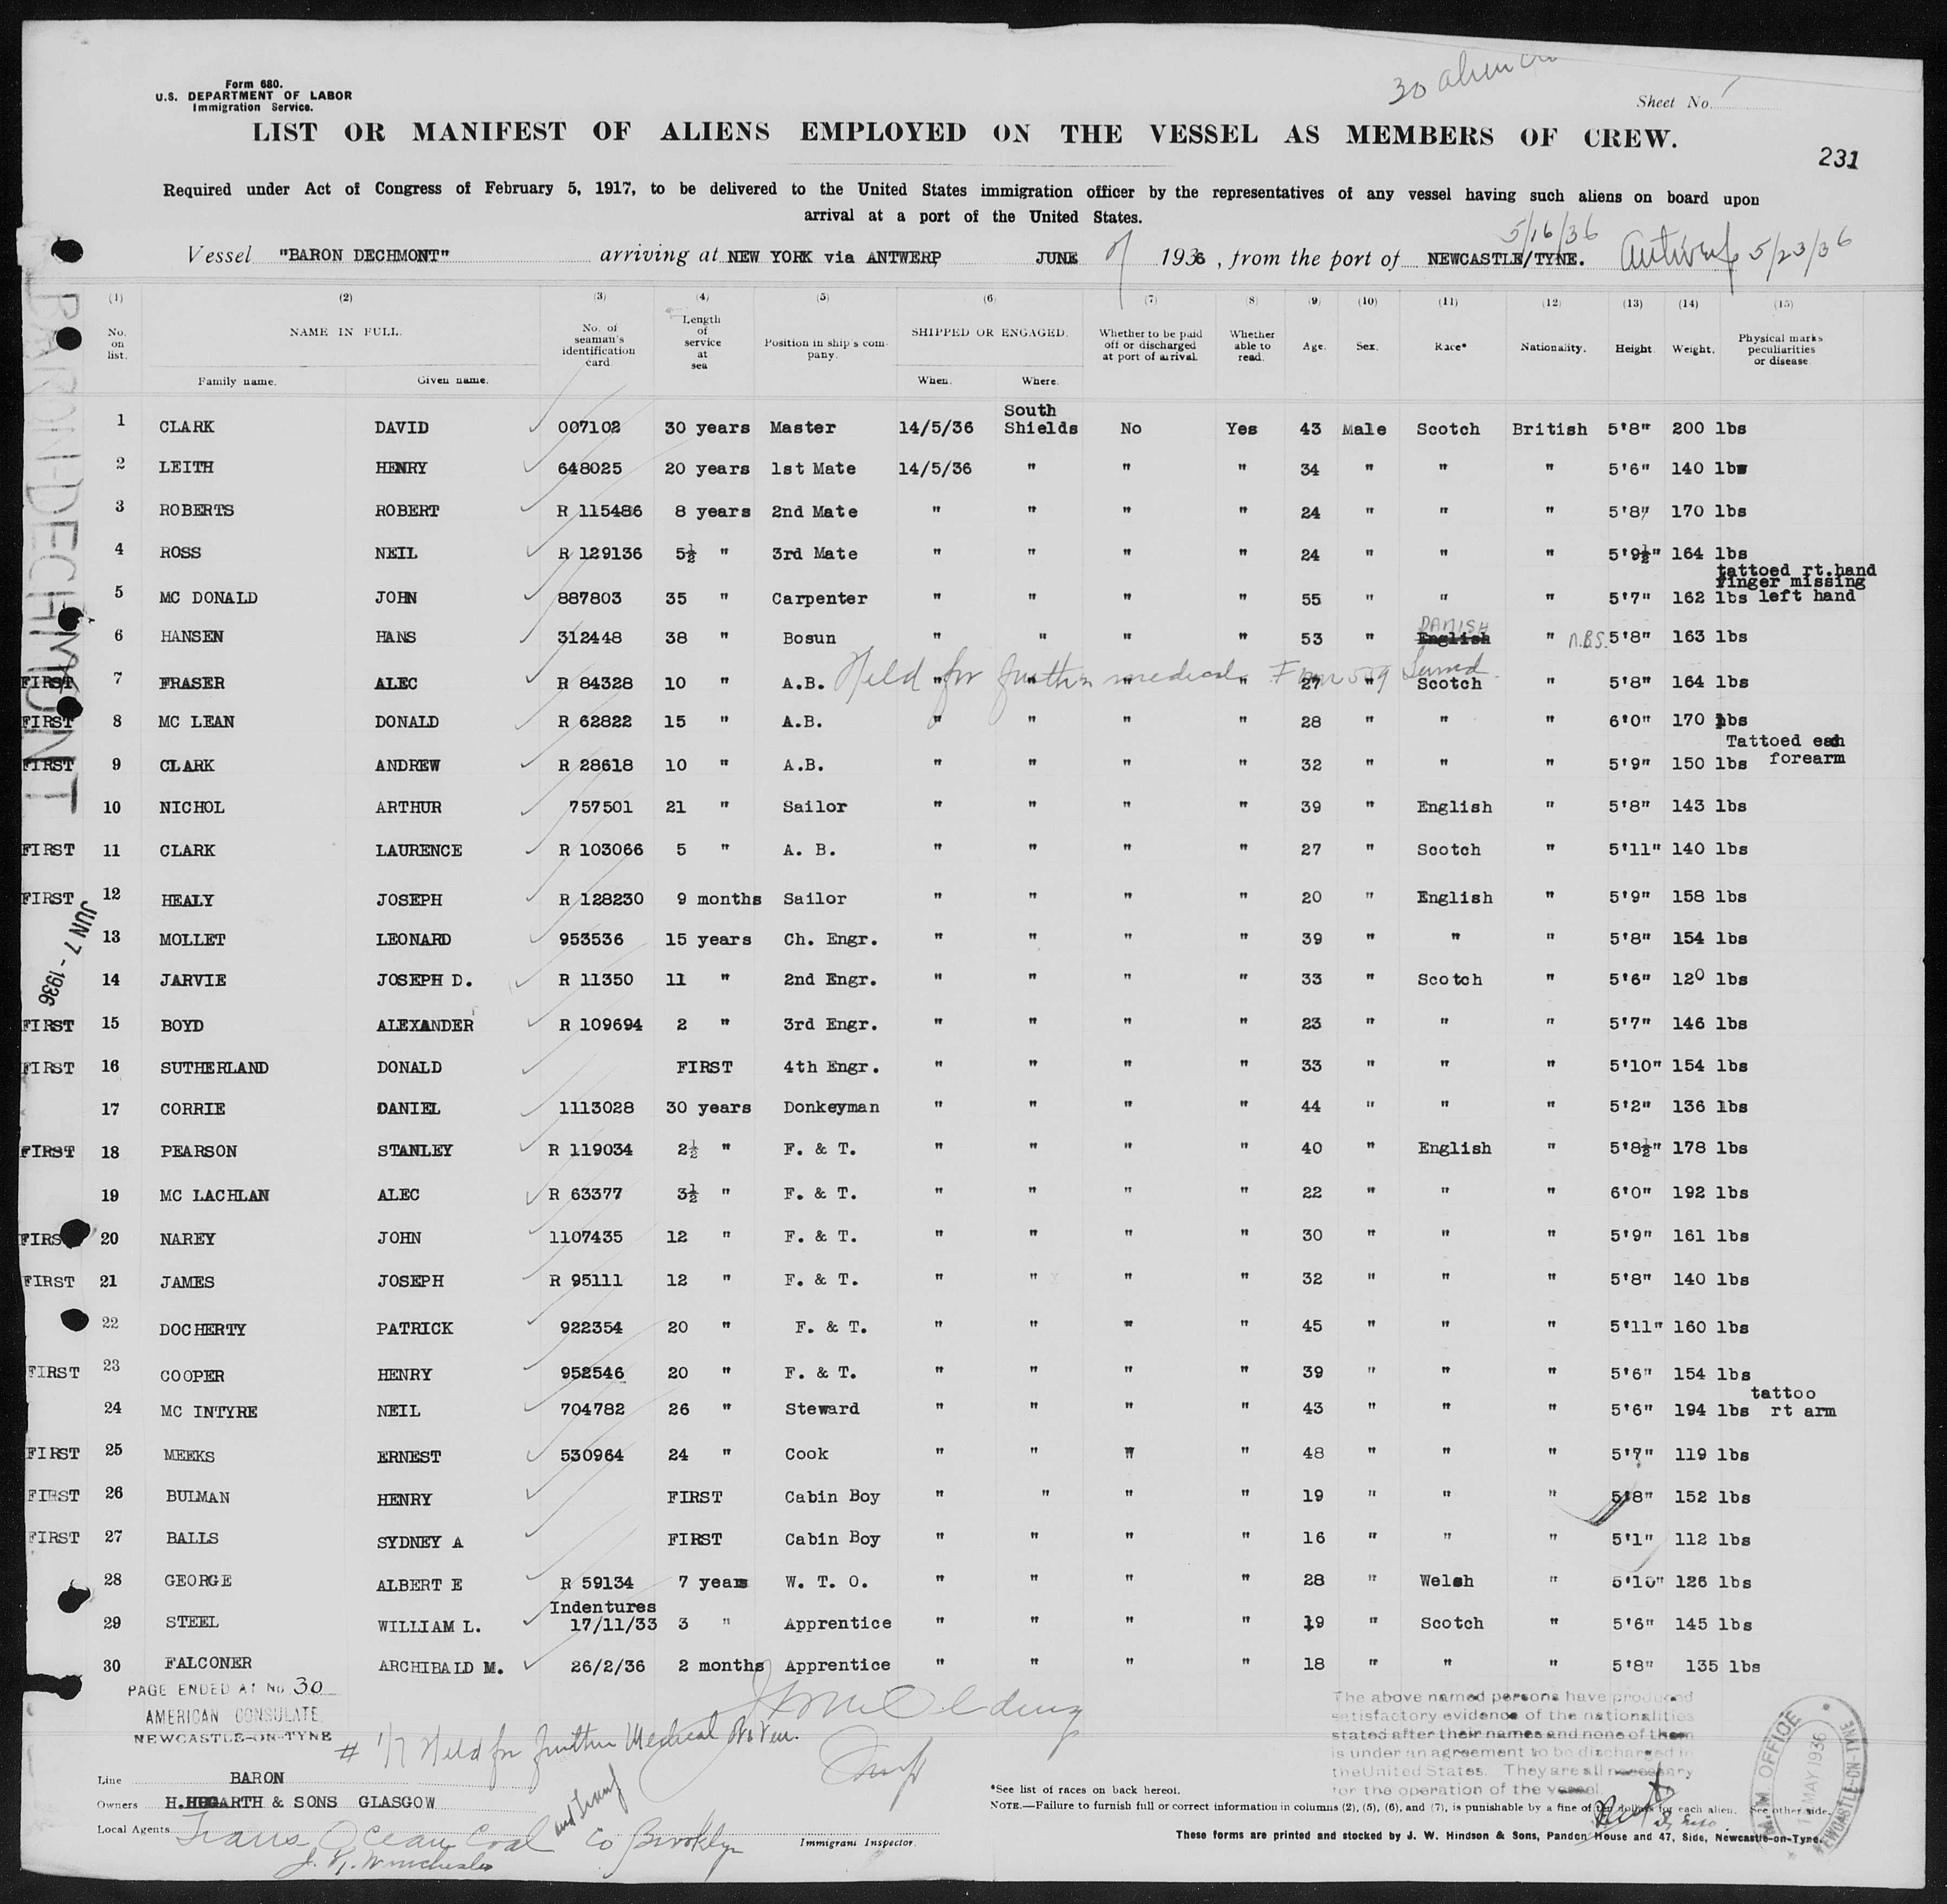 30 alien
Form 680.
U.S. DEPARTMENT OF LABOR
Immigration Service.
Sheet No. 1
LIST OR MANIFEST OF ALIENS EMPLOYED ON THE VESSEL AS MEMBERS OF CREW.
231
Required under Act of Congress of February 5, 1917, to be delivered to the United States immigration officer by the representatives of any vessel having such aliens on board upon
arrival at a port of the United States.
5/16/36
Vessel "BARON DECHMONT" arriving at NEW YORK via ANTWERP JUNE 7 1936, from the port of NEWCASTLE/TYNE. Antwerp 5/23/36
(1) (2) (3) (4) (5) (6) (7) (8) (9) (10) (11) (12) (13) (14) (15)
No. on list. NAME IN FULL. No. of seaman's identification card Length of service at sea Position in ship's company. SHIPPED OR ENGAGED. Whether to be paid off or discharged at port of arrival. Whether able to read. Age. Sex. Race* Nationality. Height. Weight. Physical marks peculiarities or disease.
Family name. Given name. When. Where.
1 CLARK DAVID 007102 30 years Master 14/5/36 South Shields No Yes 43 Male Scotch British 5'8" 200 lbs
2 LEITH HENRY 648025 20 years 1st Mate 14/5/36 " " " 34 " " " 5'6" 140 lbs
3 ROBERTS ROBERT R 115486 8 years 2nd Mate " " " " 24 " " " 5'8" 170 lbs
4 ROSS NEIL R 129136 5½ " 3rd Mate " " " " 24 " " " 5'9½" 164 lbs
5 MC DONALD JOHN 887803 35 " Carpenter " " " " 55 " " " 5'7" 162 lbs tattoed rt.hand finger missing left hand
6 HANSEN HANS 312448 38 " Bosun " " " " 53 " English DANISH " N.B.S. 5'8" 163 lbs
Held for further medical Form 509 Served.
FIRST 7 FRASER ALEC R 84328 10 " A.B. " " " " 27 " Scotch " 5'8" 164 lbs
FIRST 8 MC LEAN DONALD R 62822 15 " A.B. " " " " 28 " " " 6'0" 170 lbs
FIRST 9 CLARK ANDREW R 28618 10 " A.B. " " " " 32 " " " 5'9" 150 lbs Tattoed each forearm
10 NICHOL ARTHUR 757501 21 " Sailor " " " " 39 " English " 5'8" 143 lbs
FIRST 11 CLARK LAURENCE R 103066 5 " A. B. " " " " 27 " Scotch " 5'11" 140 lbs
FIRST 12 HEALY JOSEPH R 128230 9 months Sailor " " " " 20 " English " 5'9" 158 lbs
13 MOLLET LEONARD 953536 15 years Ch. Engr. " " " " 39 " " " 5'8" 154 lbs
14 JARVIE JOSEPH D. R 11350 11 " 2nd Engr. " " " " 33 " Scotch " 5'6" 120 lbs
FIRST 15 BOYD ALEXANDER R 109694 2 " 3rd Engr. " " " " 23 " " " 5'7" 146 lbs
FIRST 16 SUTHERLAND DONALD FIRST 4th Engr. " " " " 33 " " " 5'10" 154 lbs
17 CORRIE DANIEL 1113028 30 years Donkeyman " " " " 44 " " " 5'2" 136 lbs
FIRST 18 PEARSON STANLEY R 119034 2½ " F. & T. " " " " 40 " English " 5'8½" 178 lbs
19 MC LACHLAN ALEC R 63377 3½ " F. & T. " " " " 22 " " " 6'0" 192 lbs
FIRST 20 NAREY JOHN 1107435 12 " F. & T. " " " " 30 " " " 5'9" 161 lbs
FIRST 21 JAMES JOSEPH R 95111 12 " F. & T. " " " " 32 " " " 5'8" 140 lbs
22 DOCHERTY PATRICK 922354 20 " F. & T. " " " " 45 " " " 5'11" 160 lbs
FIRST 23 COOPER HENRY 952546 20 " F. & T. " " " " 39 " " " 5'6" 154 lbs
24 MC INTYRE NEIL 704782 26 " Steward " " " " 43 " " " 5'6" 194 lbs tattoo rt arm
FIRST 25 MEEKS ERNEST 530964 24 " Cook " " " " 48 " " " 5'7" 119 lbs
FIRST 26 BULMAN HENRY FIRST Cabin Boy " " " " 19 " " " 5'8" 152 lbs
FIRST 27 BALLS SYDNEY A FIRST Cabin Boy " " " " 16 " " " 5'1" 112 lbs
28 GEORGE ALBERT E R 59134 7 years W. T. O. " " " " 28 " Welsh " 5'10" 126 lbs
29 STEEL WILLIAM L. Indentures 17/11/33 3 " Apprentice " " " " 19 " Scotch " 5'6" 145 lbs
30 FALCONER ARCHIBALD M. 26/2/36 2 months Apprentice " " " " 18 " " " 5'8" 135 lbs
BARON DECHMONT
JUN 7 - 1936
PAGE ENDED AT No 30
AMERICAN CONSULATE
NEWCASTLE-ON-TYNE
# 1/7 Held for further Medical
The above named persons have produced
satisfactory evidence of the nationalities
stated after their names and none of them
is under an agreement to be discharged in
the United States. They are all necessary
for the operation of the vessel
M.M. OFFICE
MAY 1936
NEWCASTLE-ON-TYNE
Line BARON
Owners H. HOGARTH & SONS GLASGOW
Local Agents Trans Ocean Coal Co Brooklyn
J. Winchester
Immigrant Inspector.
*See list of races on back hereof.
NOTE.—Failure to furnish full or correct information in columns (2), (5), (6), and (7), is punishable by a fine of ten dollars for each alien. See other side.
These forms are printed and stocked by J. W. Hindson & Sons, Pandon House and 47, Side, Newcastle-on-Tyne.